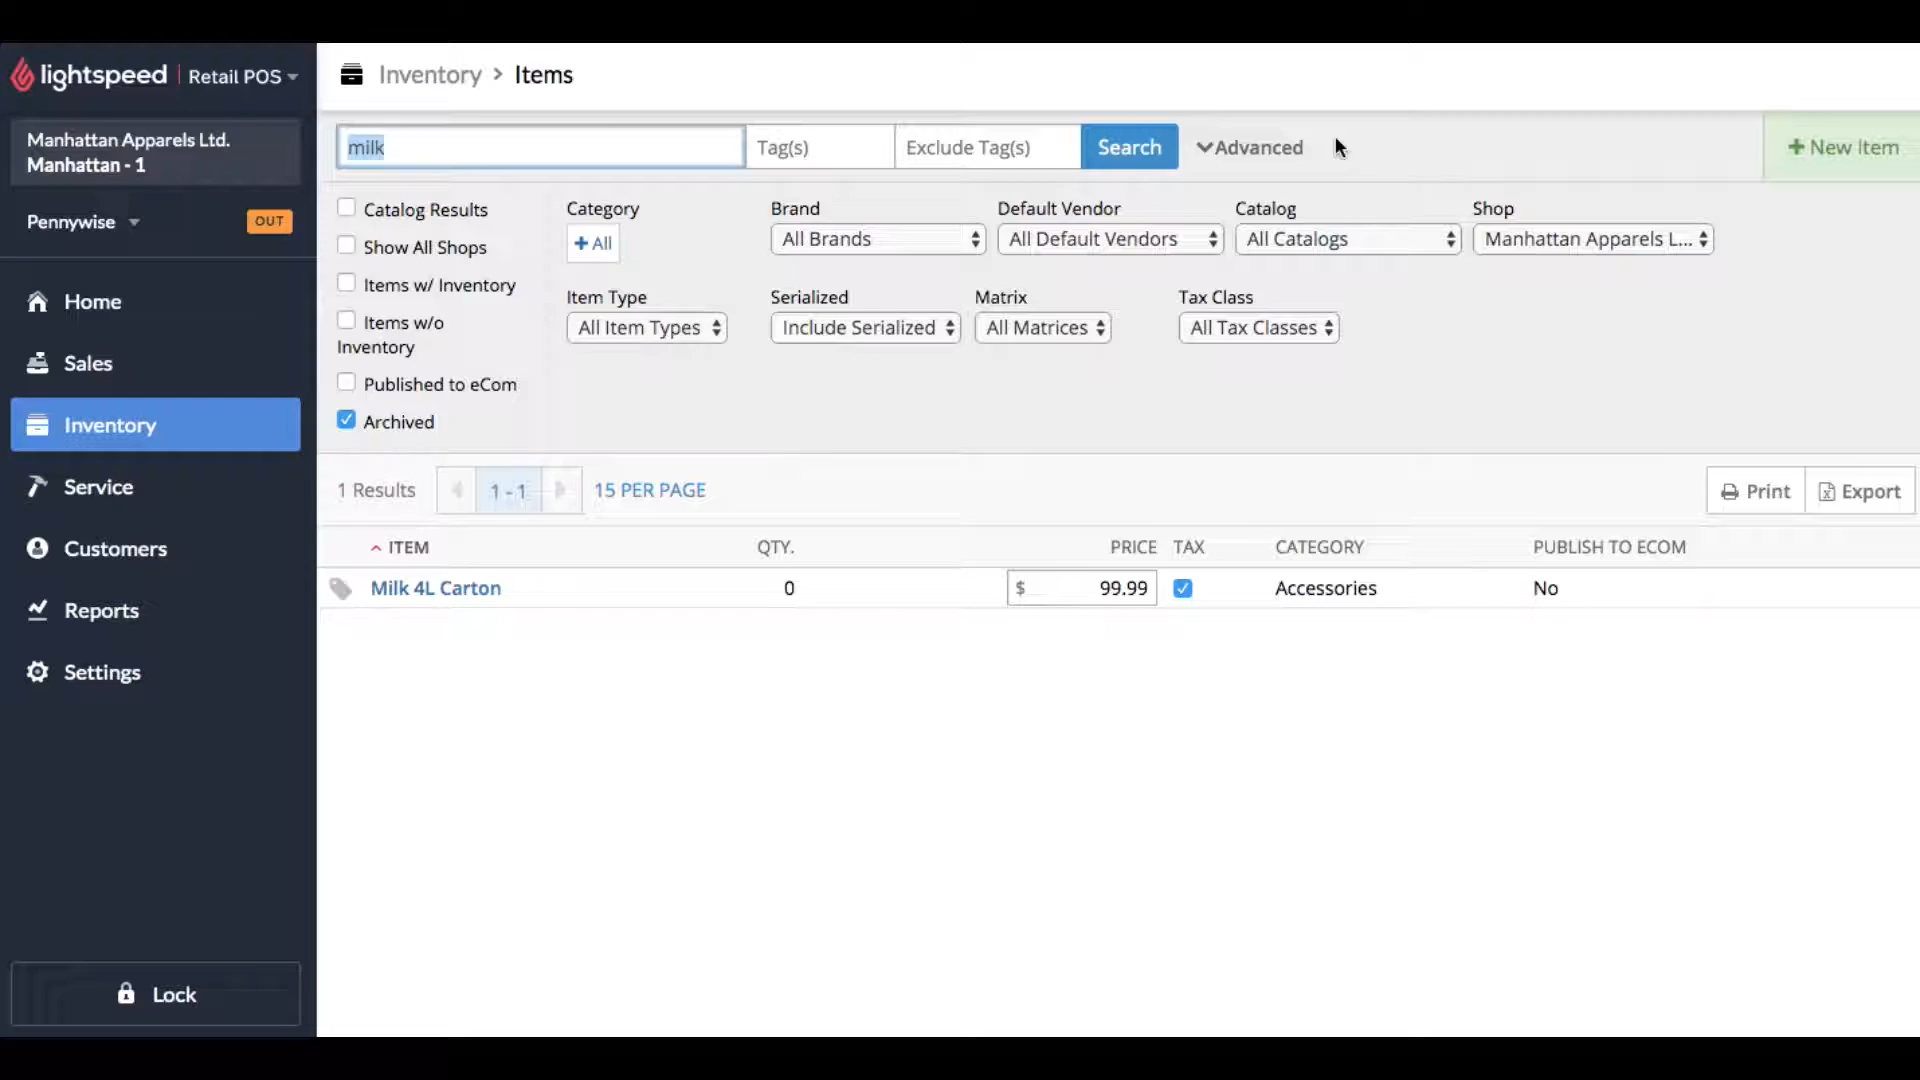 lightspeed | Retail POS
Manhattan Apparels Ltd.
Manhattan - 1
Pennywise
OUT
Home
Sales
Inventory
Service
Customers
Reports
Settings
Lock
Inventory > Items
milk
Tag(s)
Exclude Tag(s)
Search
Advanced
+ New Item
Catalog Results
Show All Shops
Items w/ Inventory
Items w/o
Inventory
Published to eCom
Archived
Category
+ All
Brand
All Brands
Default Vendor
All Default Vendors
Catalog
All Catalogs
Shop
Manhattan Apparels L...
Item Type
All Item Types
Serialized
Include Serialized
Matrix
All Matrices
Tax Class
All Tax Classes
1 Results
1 - 1
15 PER PAGE
Print
Export
ITEM QTY. PRICE TAX CATEGORY PUBLISH TO ECOM
Milk 4L Carton 0 $ 99.99 Accessories No